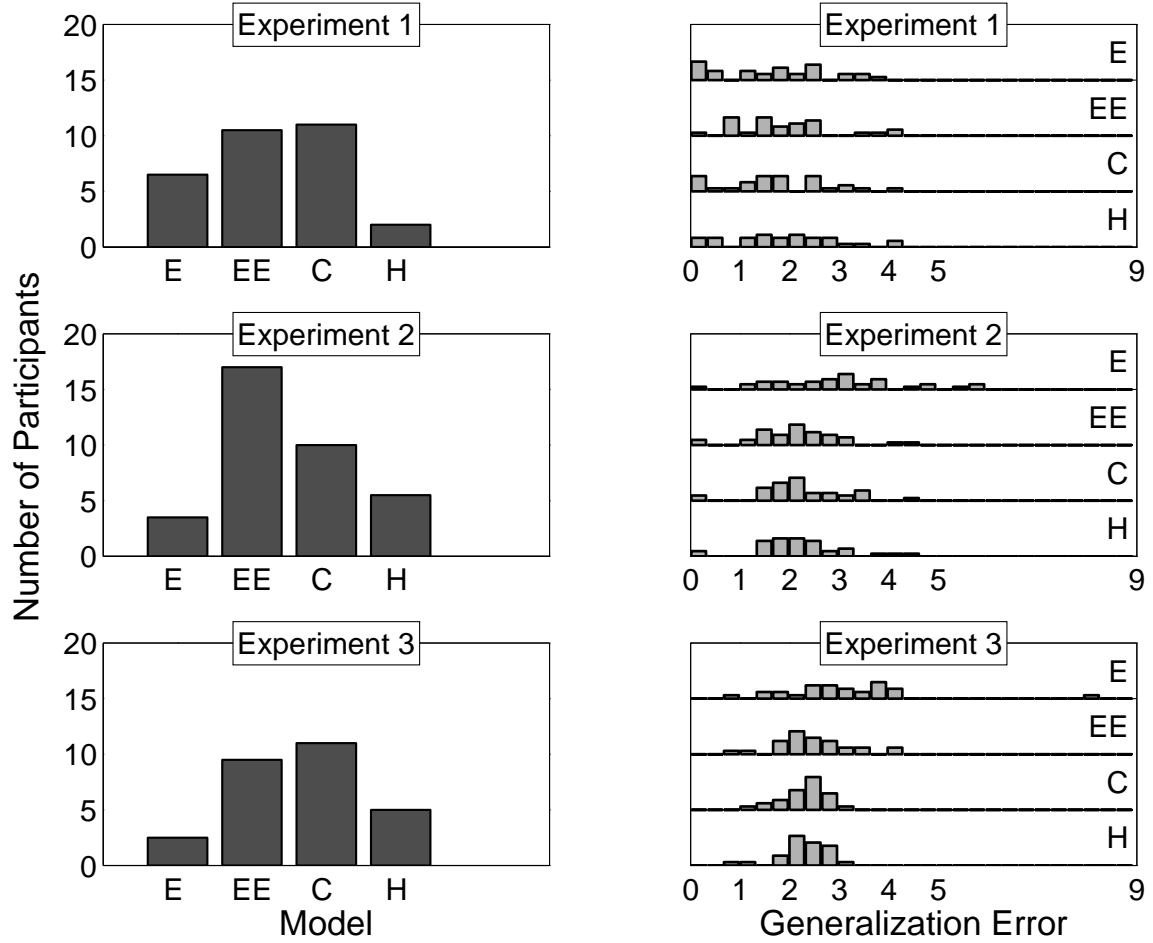 Number of Participants
Experiment 1
20
15
10
5
0
E EE C H
Experiment 1
E
EE
C
H
0 1 2 3 4 5 9
Experiment 2
20
15
10
5
0
E EE C H
Experiment 2
E
EE
C
H
0 1 2 3 4 5 9
Experiment 3
20
15
10
5
0
E EE C H
Model
Experiment 3
E
EE
C
H
0 1 2 3 4 5 9
Generalization Error